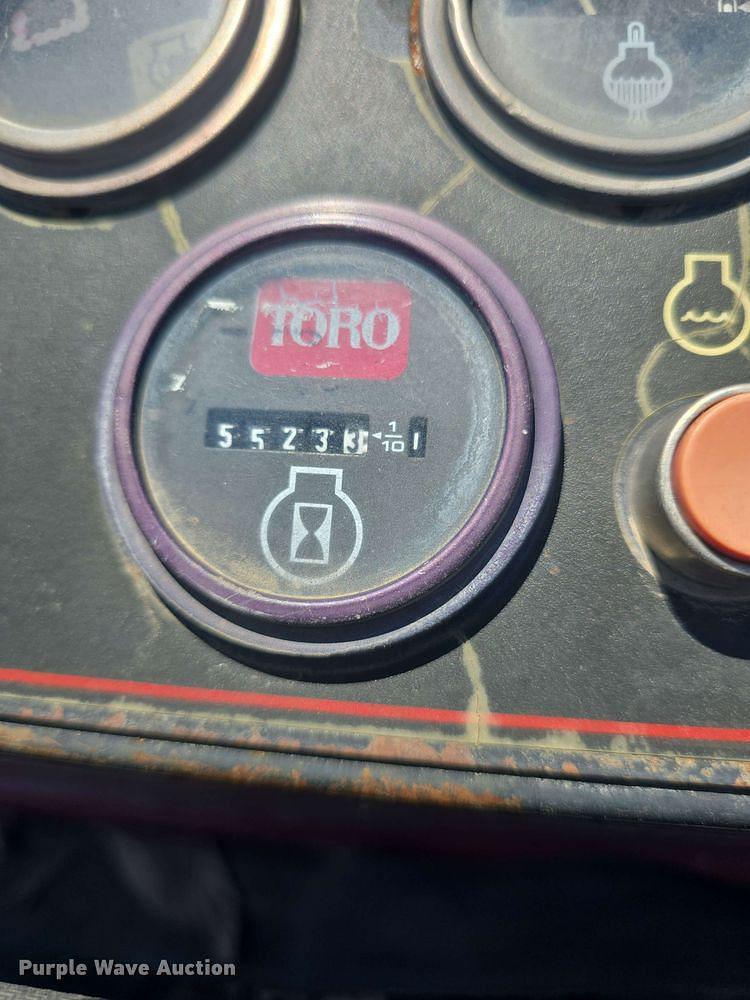 TORO
55233 1/10 1
Purple Wave Auction